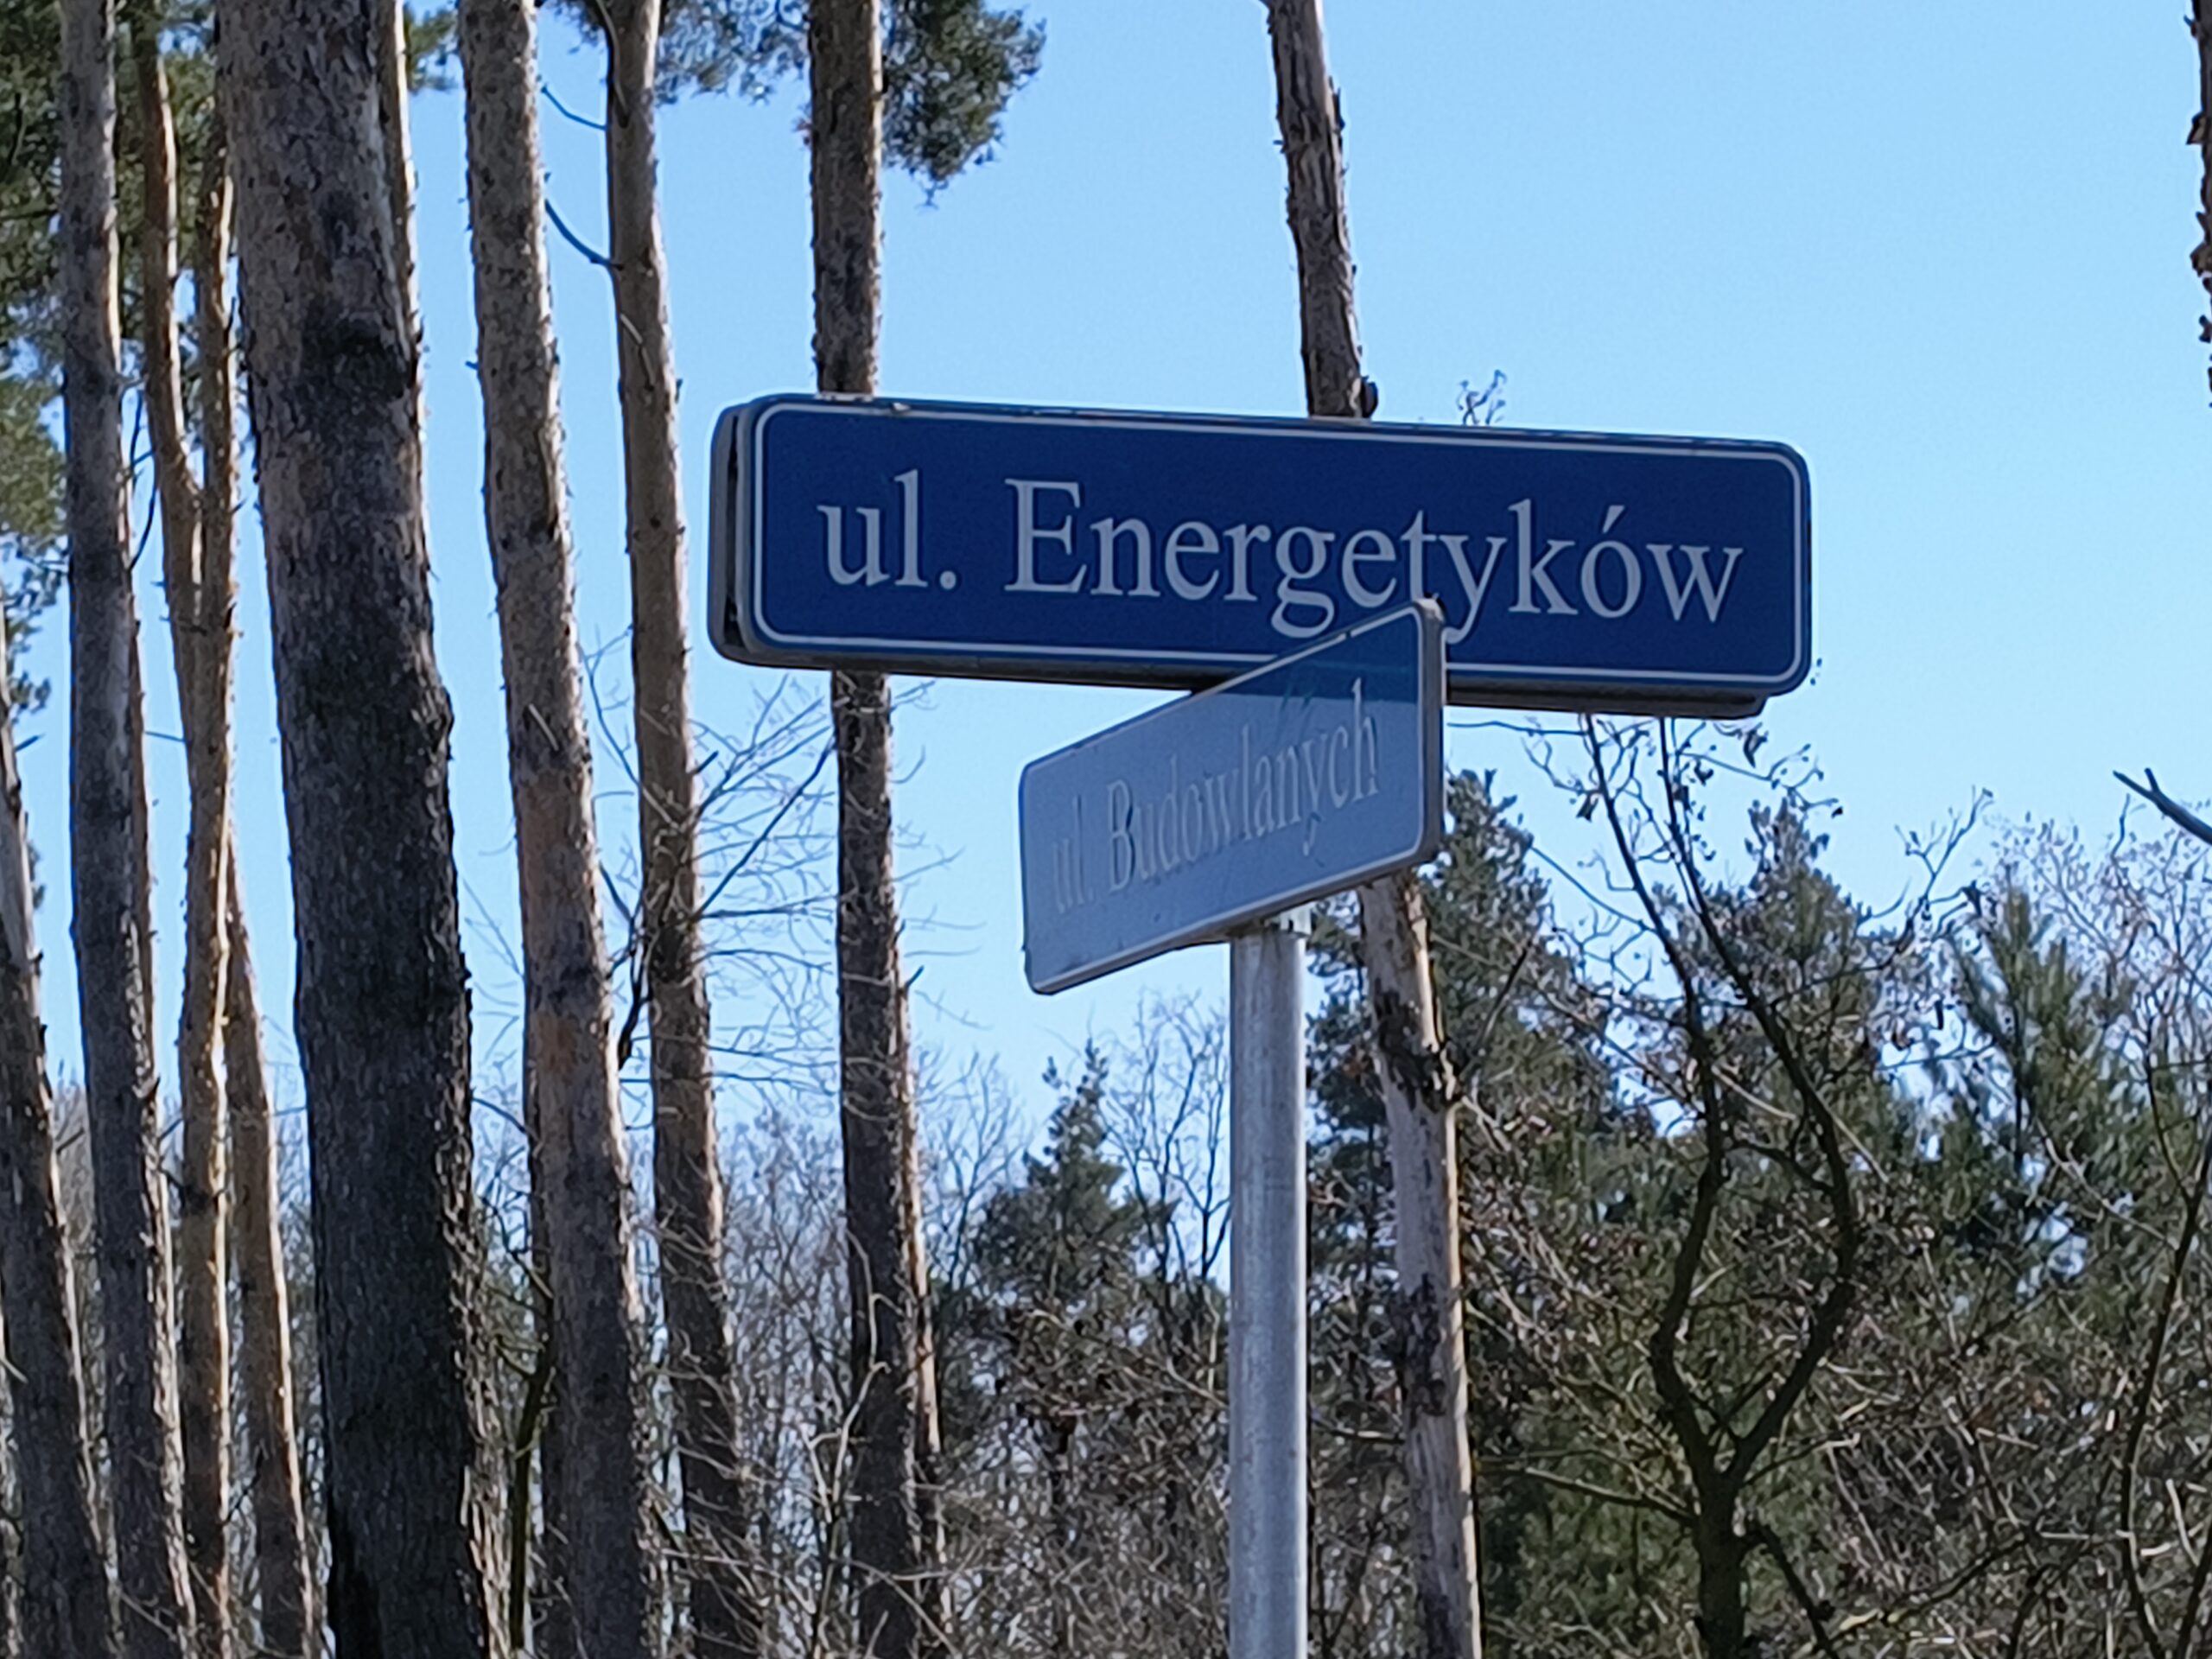 ul. Energetyków
ul. Budowlanych